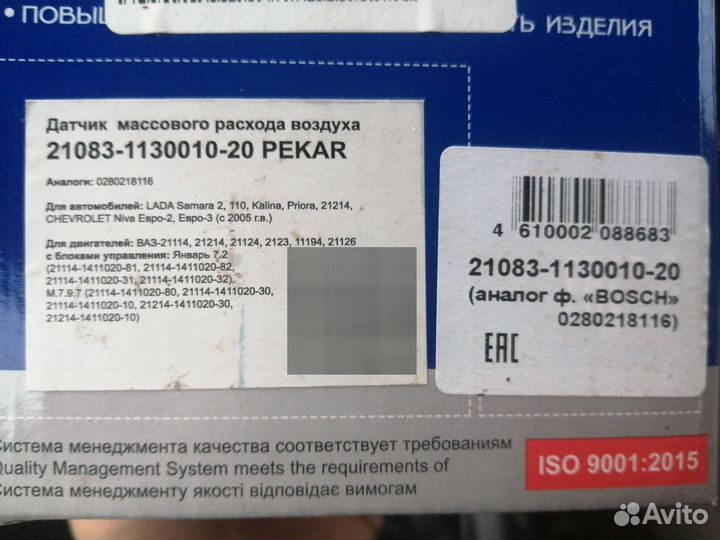 • ПОВЫШ
ТЬ ИЗДЕЛИЯ
Датчик массового расхода воздуха
21083-1130010-20 PEKAR
Аналоги: 0280218116
Для автомобилей: LADA Samara 2, 110, Kalina, Priora, 21214,
CHEVROLET Niva Евро-2, Евро-3 (с 2005 г.в.)
Для двигателей: ВАЗ-21114, 21214, 21124, 2123, 11194, 21126
с блоками управления: Январь 7.2
(21114-1411020-81, 21114-1411020-82,
21114-1411020-31, 21114-1411020-32),
М.7.9.7 (21114-1411020-80, 21114-1411020-30,
21114-1411020-10, 21214-1411020-30,
21214-1411020-10)
4 610002 088683
21083-1130010-20
(аналог ф. «BOSCH»
0280218116)
EAC
Система менеджмента качества соответствует требованиям
Quality Management System meets the requirements of
Система менеджменту якості відповідає вимогам
ISO 9001:2015
Avito